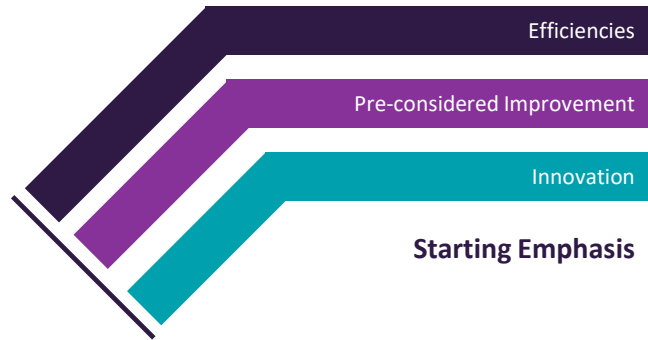 Efficiencies
Pre-considered Improvement
Innovation
Starting Emphasis